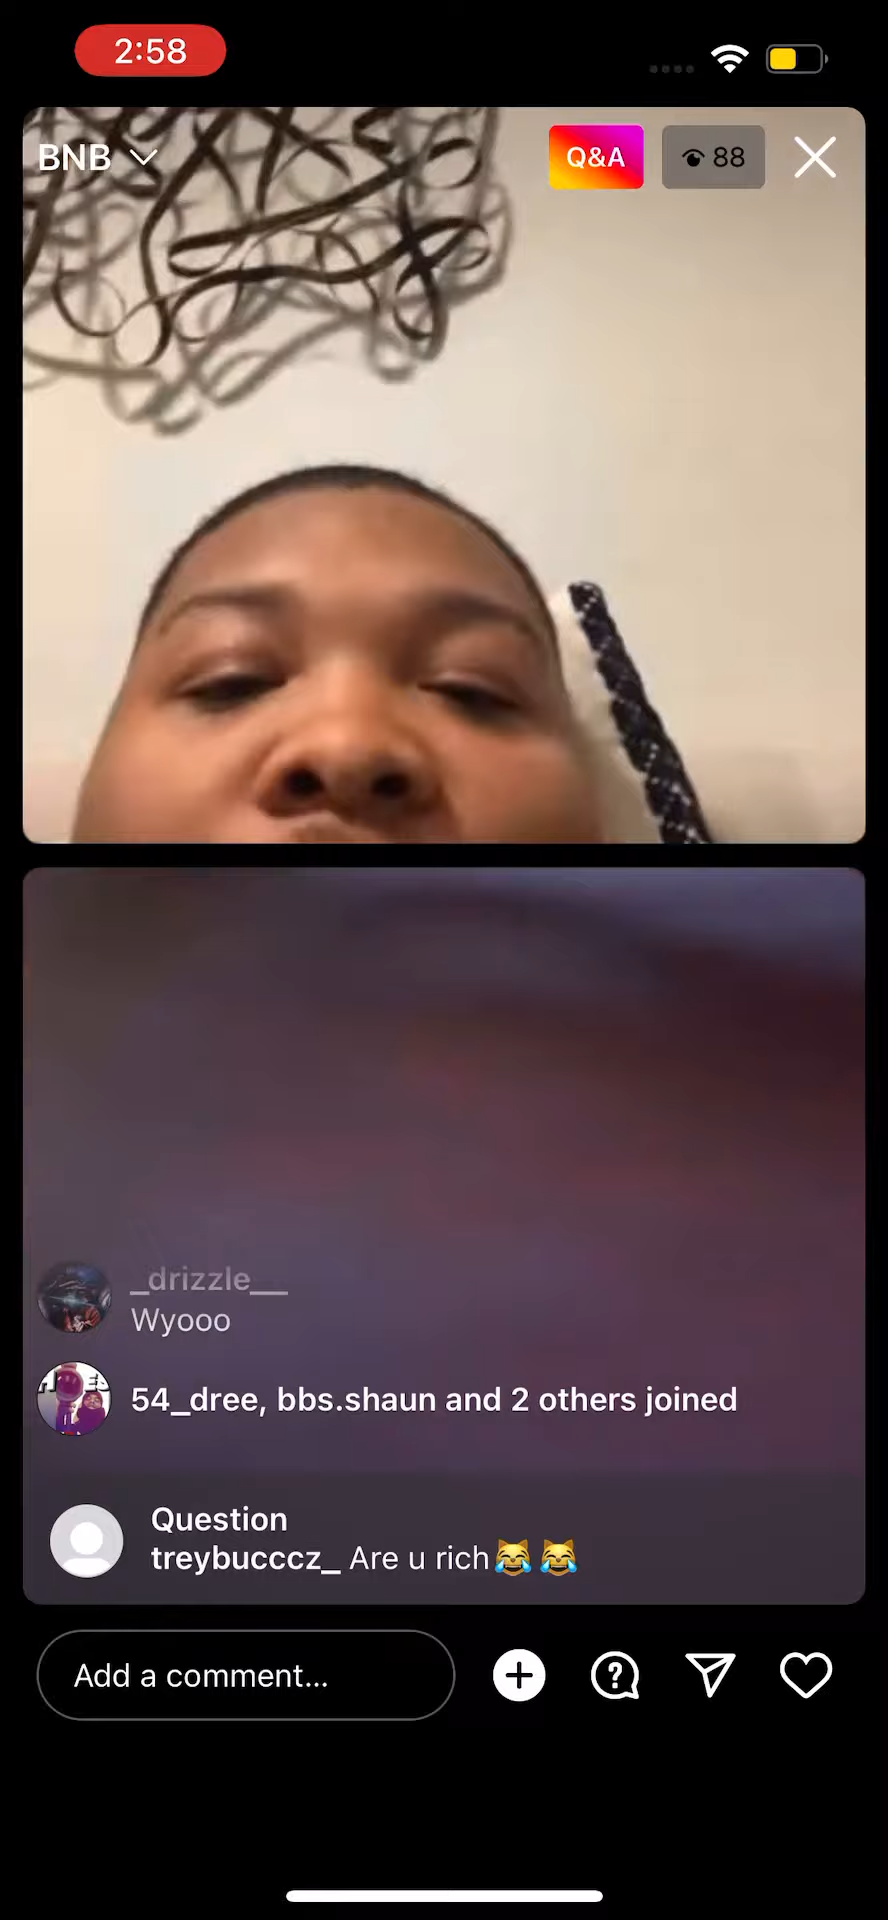 2:58
BNB
Q&A
88
_drizzle__
Wyooo
54_dree, bbs.shaun and 2 others joined
Question
treybucccz_ Are u rich😹😹
Add a comment...